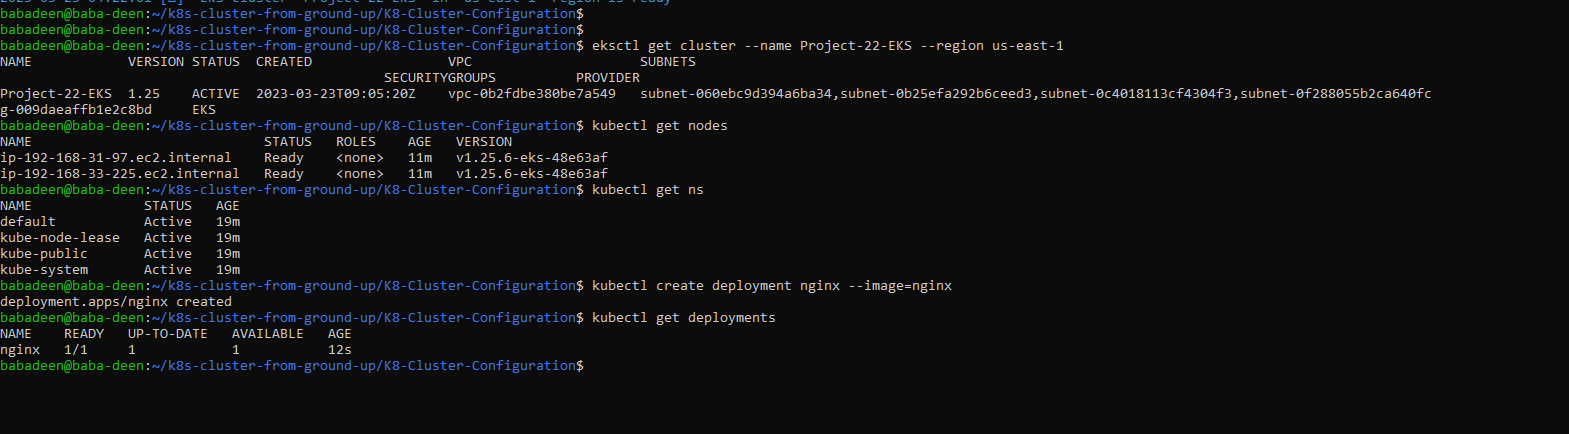 babadeen@baba-deen:~/k8s-cluster-from-ground-up/K8-Cluster-Configuration$
babadeen@baba-deen:~/k8s-cluster-from-ground-up/K8-Cluster-Configuration$
babadeen@baba-deen:~/k8s-cluster-from-ground-up/K8-Cluster-Configuration$ eksctl get cluster --name Project-22-EKS --region us-east-1
NAME            VERSION STATUS  CREATED                 VPC                     SUBNETS
                                                SECURITYGROUPS          PROVIDER
Project-22-EKS  1.25    ACTIVE  2023-03-23T09:05:20Z    vpc-0b2fdbe380be7a549   subnet-060ebc9d394a6ba34,subnet-0b25efa292b6ceed3,subnet-0c4018113cf4304f3,subnet-0f288055b2ca640fc
g-009daeaffb1e2c8bd     EKS
babadeen@baba-deen:~/k8s-cluster-from-ground-up/K8-Cluster-Configuration$ kubectl get nodes
NAME                             STATUS   ROLES    AGE   VERSION
ip-192-168-31-97.ec2.internal    Ready    <none>   11m   v1.25.6-eks-48e63af
ip-192-168-33-225.ec2.internal   Ready    <none>   11m   v1.25.6-eks-48e63af
babadeen@baba-deen:~/k8s-cluster-from-ground-up/K8-Cluster-Configuration$ kubectl get ns
NAME              STATUS   AGE
default           Active   19m
kube-node-lease   Active   19m
kube-public       Active   19m
kube-system       Active   19m
babadeen@baba-deen:~/k8s-cluster-from-ground-up/K8-Cluster-Configuration$ kubectl create deployment nginx --image=nginx
deployment.apps/nginx created
babadeen@baba-deen:~/k8s-cluster-from-ground-up/K8-Cluster-Configuration$ kubectl get deployments
NAME    READY   UP-TO-DATE   AVAILABLE   AGE
nginx   1/1     1            1           12s
babadeen@baba-deen:~/k8s-cluster-from-ground-up/K8-Cluster-Configuration$